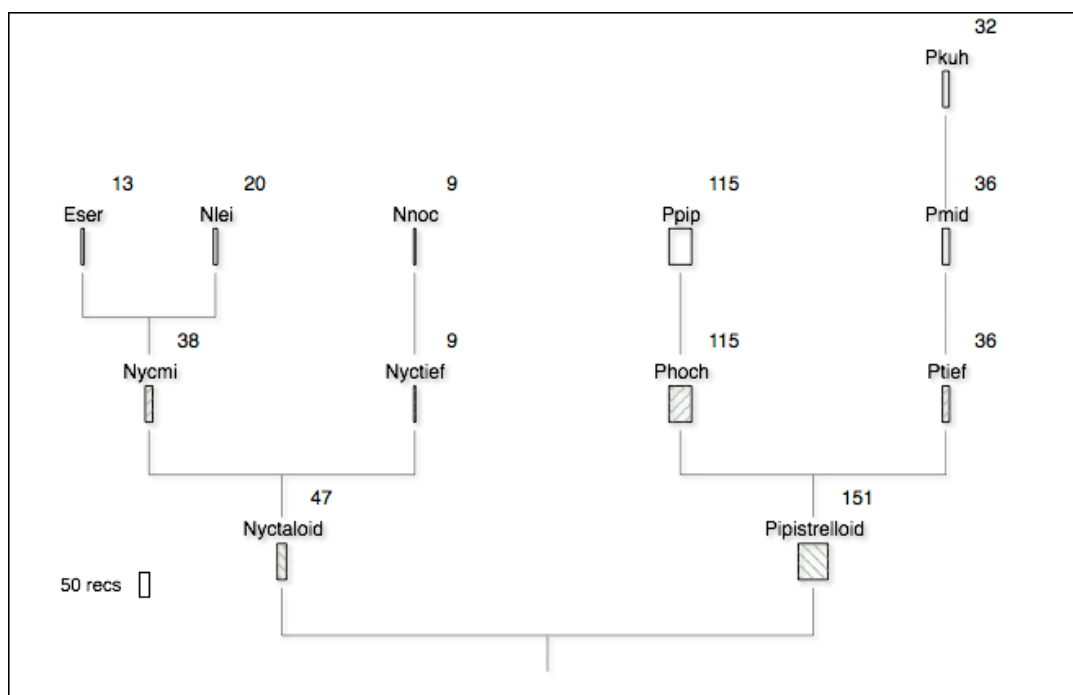 32
Pkuh
13 20 9 115 36
Eser Nlei Nnoc Ppip Pmid
38 9 115 36
Nycmi Nyctief Phoch Ptief
47 151
Nyctaloid Pipistrelloid
50 recs